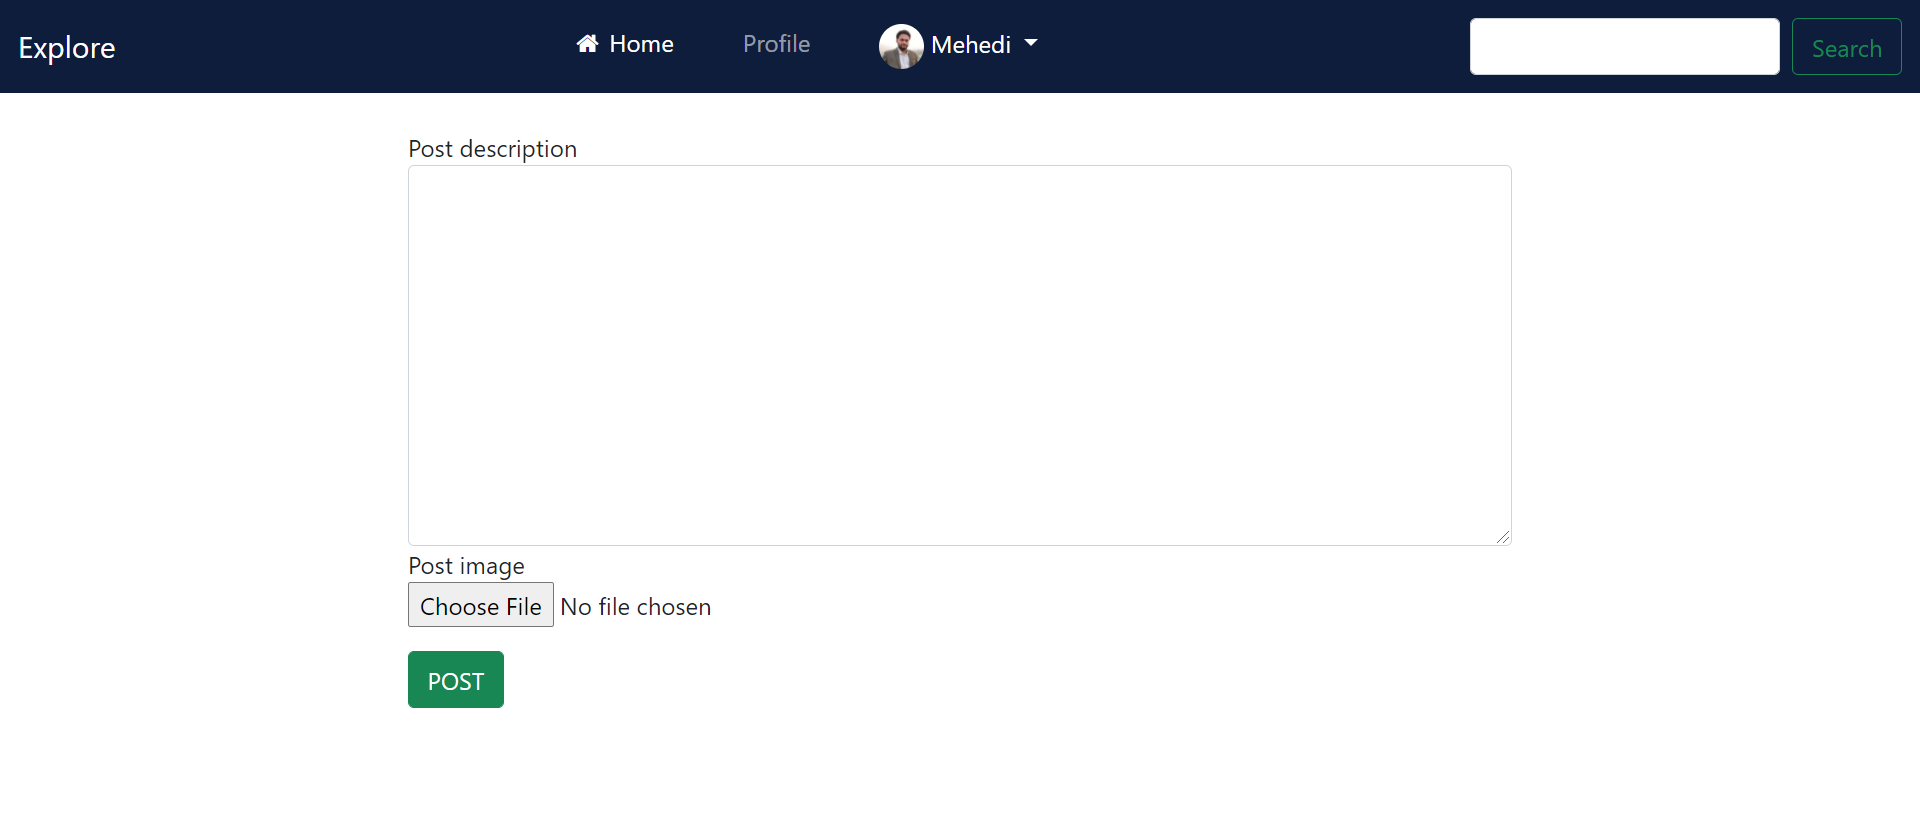 Explore Home Profile Mehedi Search
Post description
Post image
Choose File No file chosen
POST